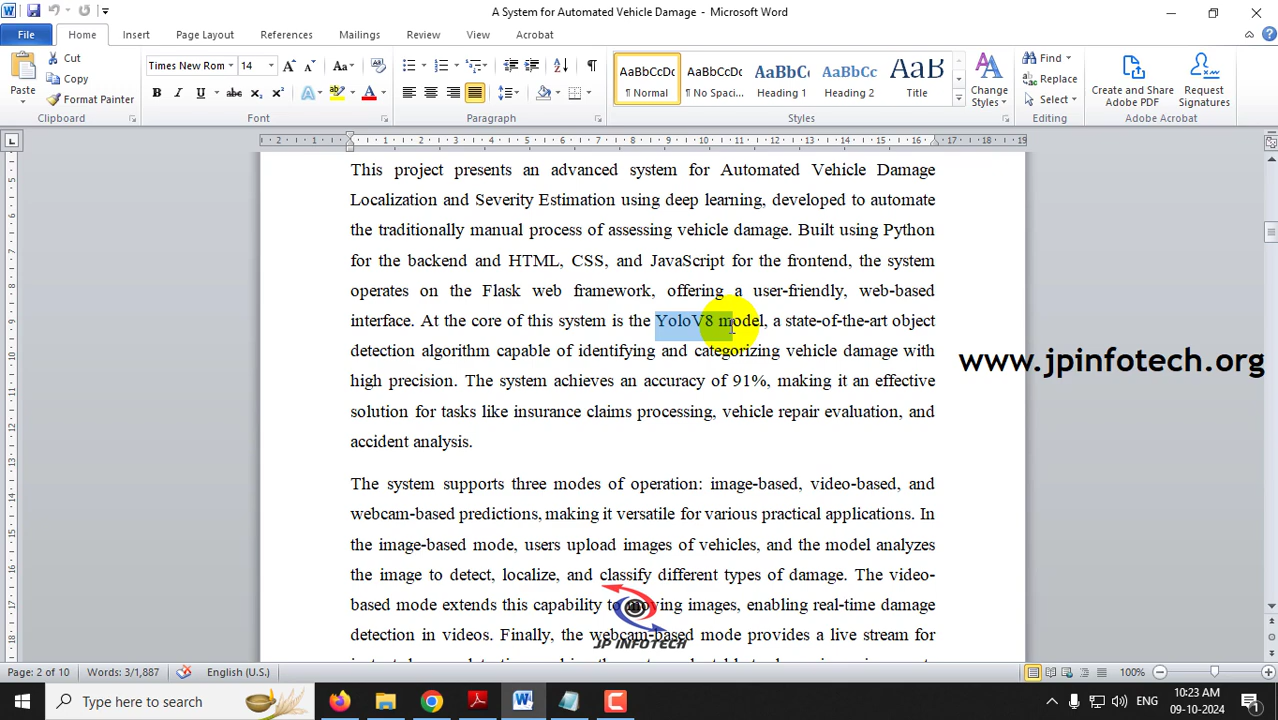 A System for Automated Vehicle Damage - Microsoft Word
File Home Insert Page Layout References Mailings Review View Acrobat
Cut
Copy
Format Painter
Paste
Clipboard
Times New Rom 14
Font
Paragraph
AaBbCcDc AaBbCcDc AaBbC AaBbCc AaB
¶ Normal ¶ No Spaci... Heading 1 Heading 2 Title
Change Styles
Styles
Find
Replace
Select
Editing
Create and Share Adobe PDF
Request Signatures
Adobe Acrobat
This project presents an advanced system for Automated Vehicle Damage
Localization and Severity Estimation using deep learning, developed to automate
the traditionally manual process of assessing vehicle damage. Built using Python
for the backend and HTML, CSS, and JavaScript for the frontend, the system
operates on the Flask web framework, offering a user-friendly, web-based
interface. At the core of this system is the YoloV8 model, a state-of-the-art object
detection algorithm capable of identifying and categorizing vehicle damage with
high precision. The system achieves an accuracy of 91%, making it an effective
solution for tasks like insurance claims processing, vehicle repair evaluation, and
accident analysis.
www.jpinfotech.org
The system supports three modes of operation: image-based, video-based, and
webcam-based predictions, making it versatile for various practical applications. In
the image-based mode, users upload images of vehicles, and the model analyzes
the image to detect, localize, and classify different types of damage. The video-
based mode extends this capability to moving images, enabling real-time damage
detection in videos. Finally, the webcam-based mode provides a live stream for
JP INFOTECH
Page: 2 of 10 Words: 3/1,887 English (U.S.) 100%
Type here to search
ENG
10:23 AM
09-10-2024